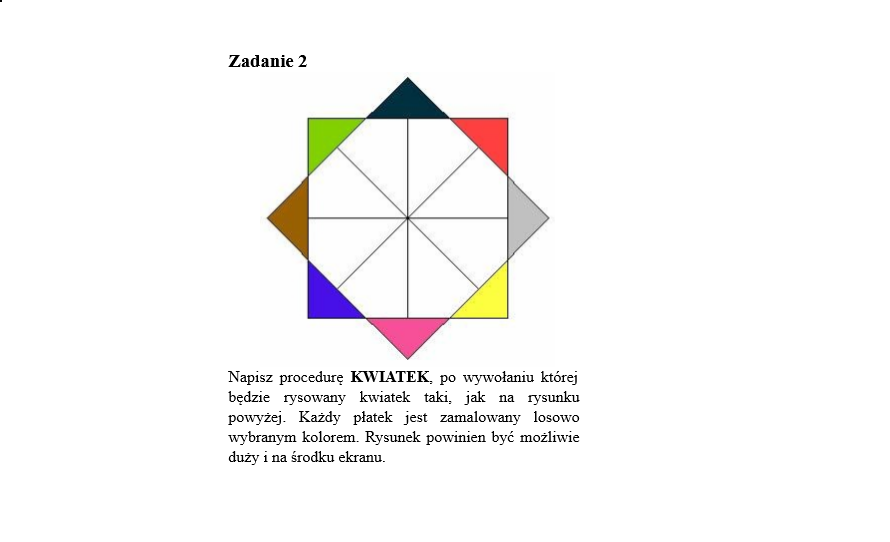 Zadanie 2
Napisz procedurę KWIATEK, po wywołaniu której
będzie rysowany kwiatek taki, jak na rysunku
powyżej. Każdy płatek jest zamalowany losowo
wybranym kolorem. Rysunek powinien być możliwie
duży i na środku ekranu.